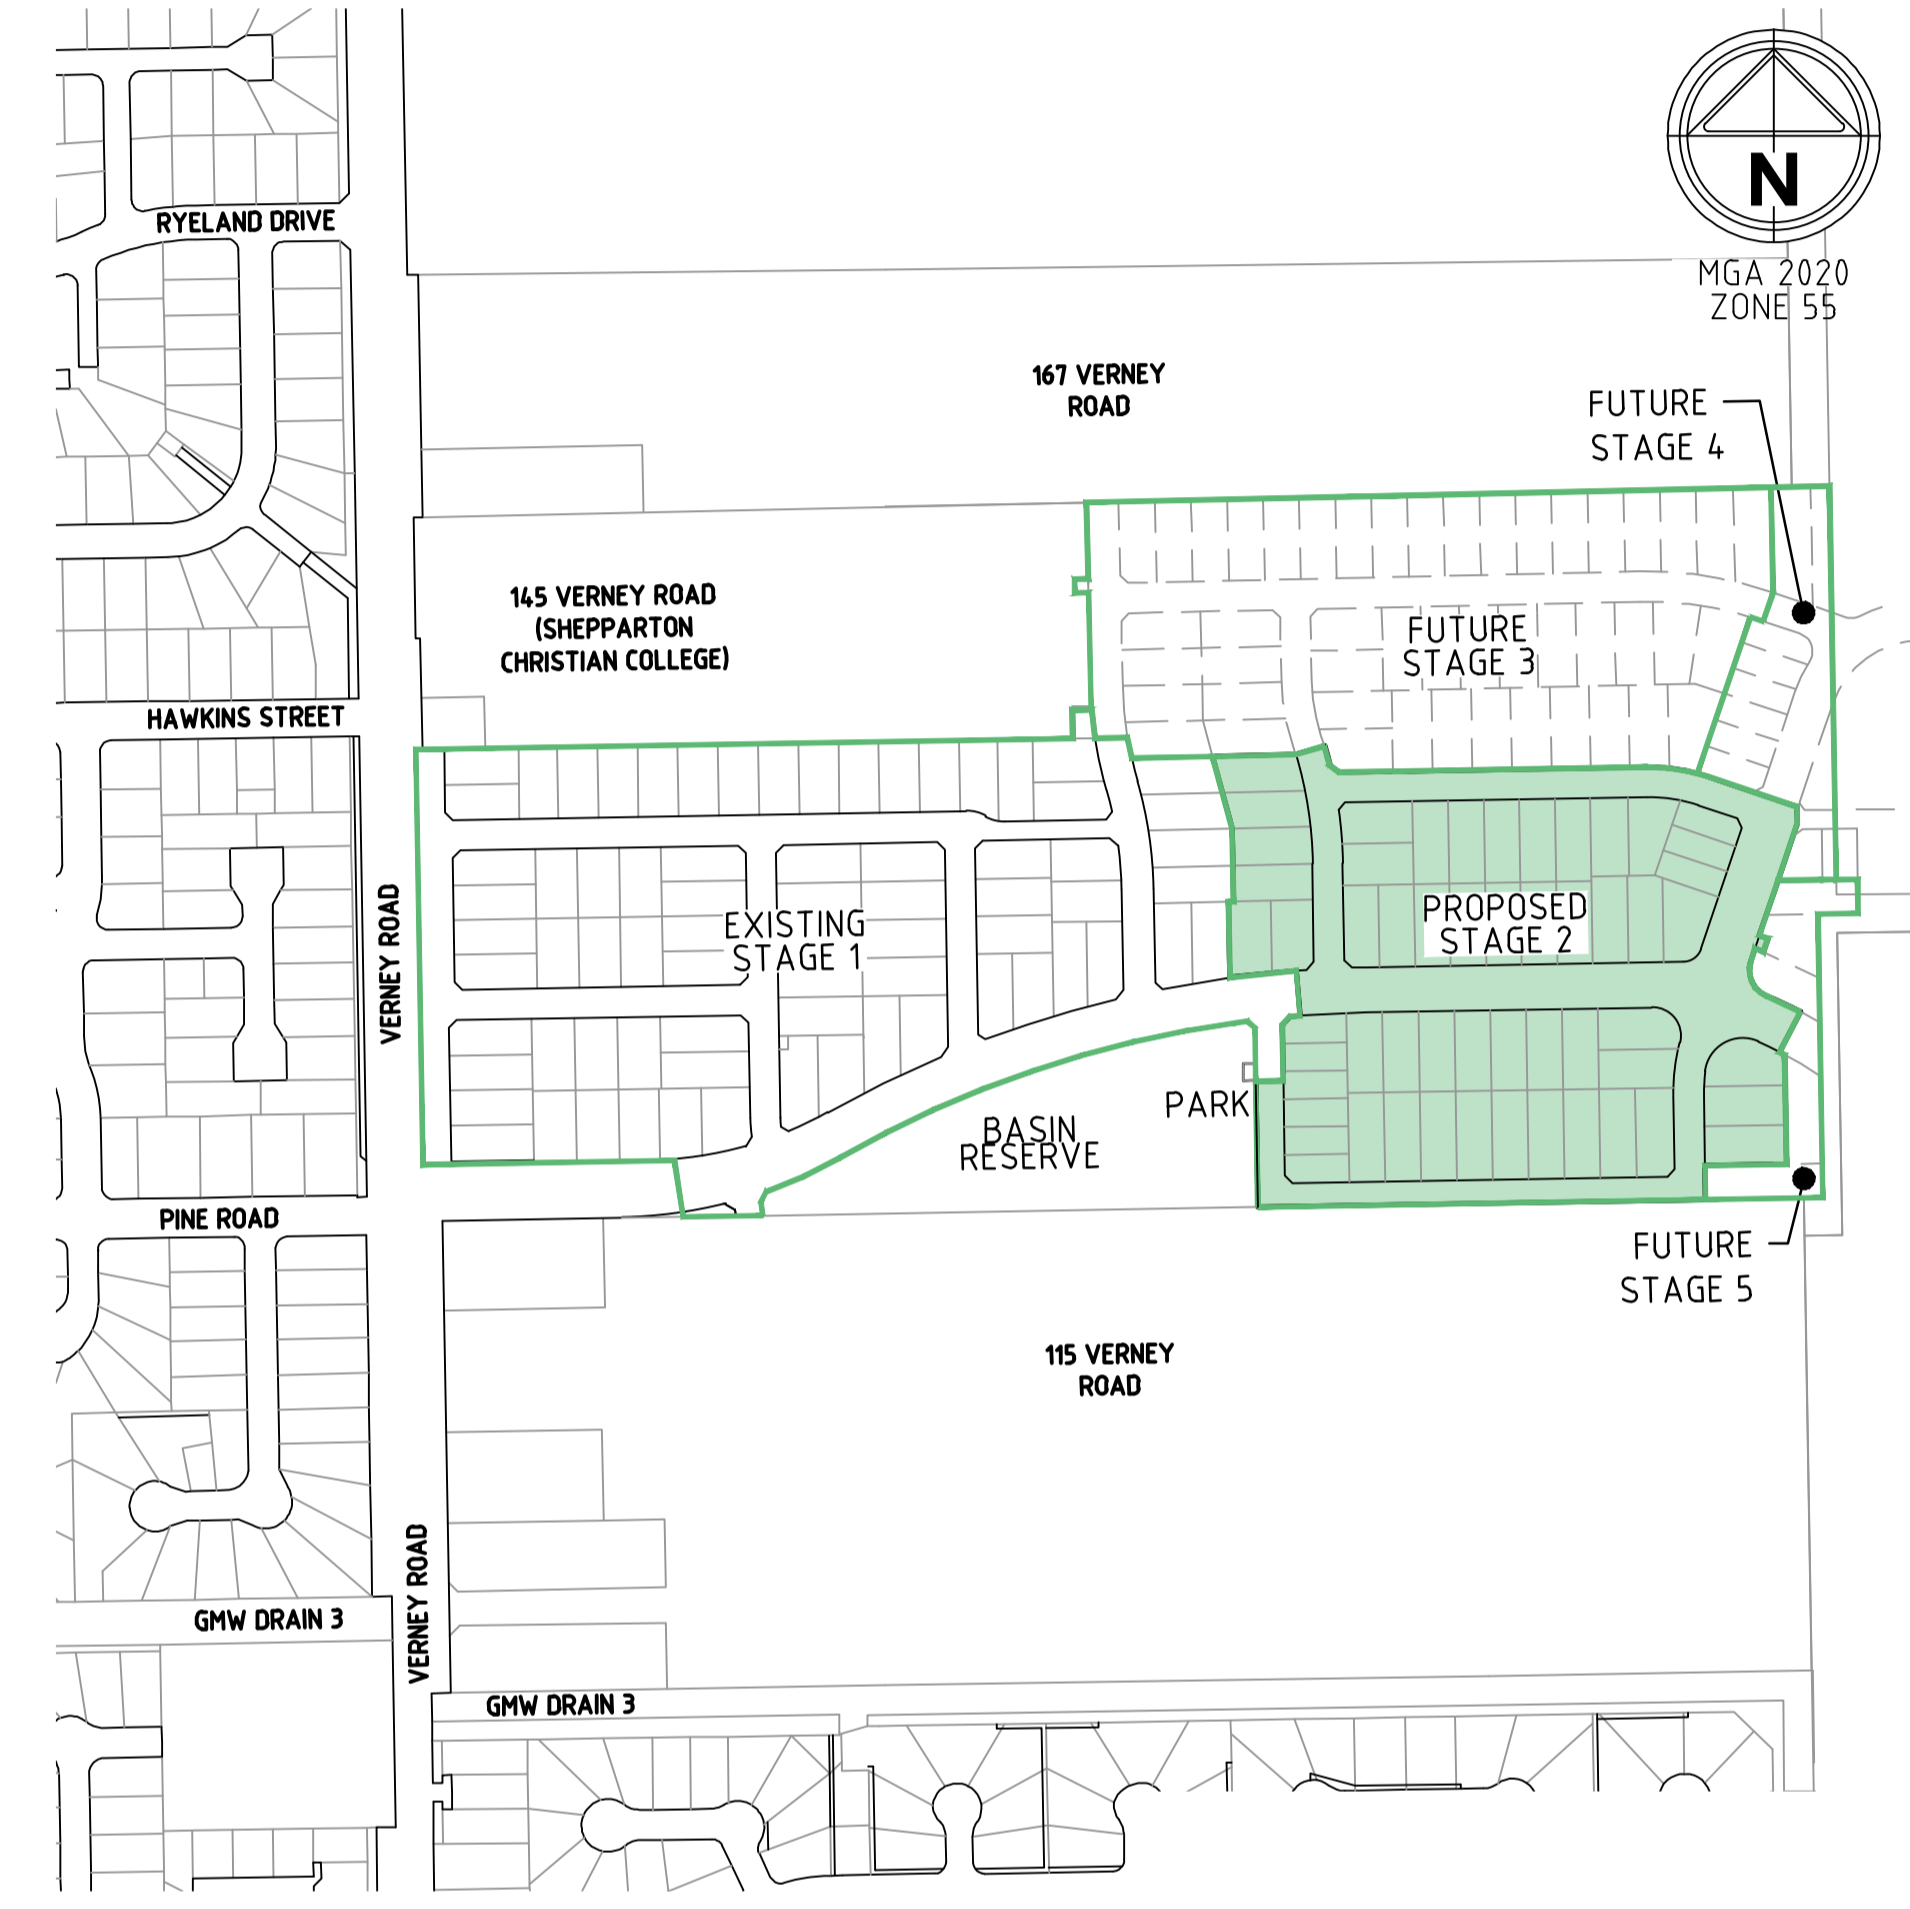 N
MGA 2020
ZONE 55
RYELAND DRIVE
167 VERNEY
ROAD
FUTURE
STAGE 4
145 VERNEY ROAD
(SHEPPARTON
CHRISTIAN COLLEGE)
FUTURE
STAGE 3
HAWKINS STREET
VERNEY ROAD
EXISTING
STAGE 1
PROPOSED
STAGE 2
PARK
BASIN
RESERVE
PINE ROAD
FUTURE
STAGE 5
115 VERNEY
ROAD
VERNEY ROAD
GMW DRAIN 3
GMW DRAIN 3